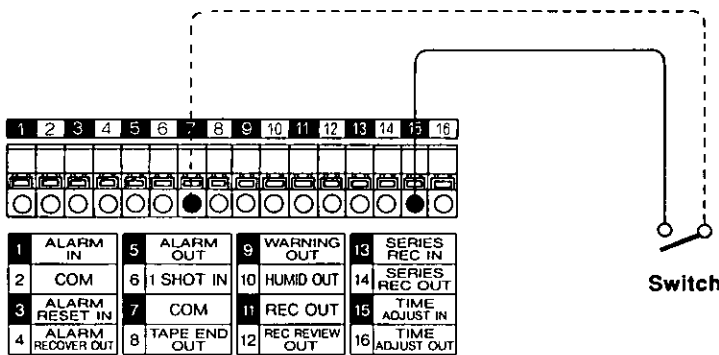 1 2 3 4 5 6 7 8 9 10 11 12 13 14 15 16
1 ALARM IN
2 COM
3 ALARM RESET IN
4 ALARM RECOVER OUT
5 ALARM OUT
6 1 SHOT IN
7 COM
8 TAPE END OUT
9 WARNING OUT
10 HUMID OUT
11 REC OUT
12 REC REVIEW OUT
13 SERIES REC IN
14 SERIES REC OUT
15 TIME ADJUST IN
16 TIME ADJUST OUT
Switch